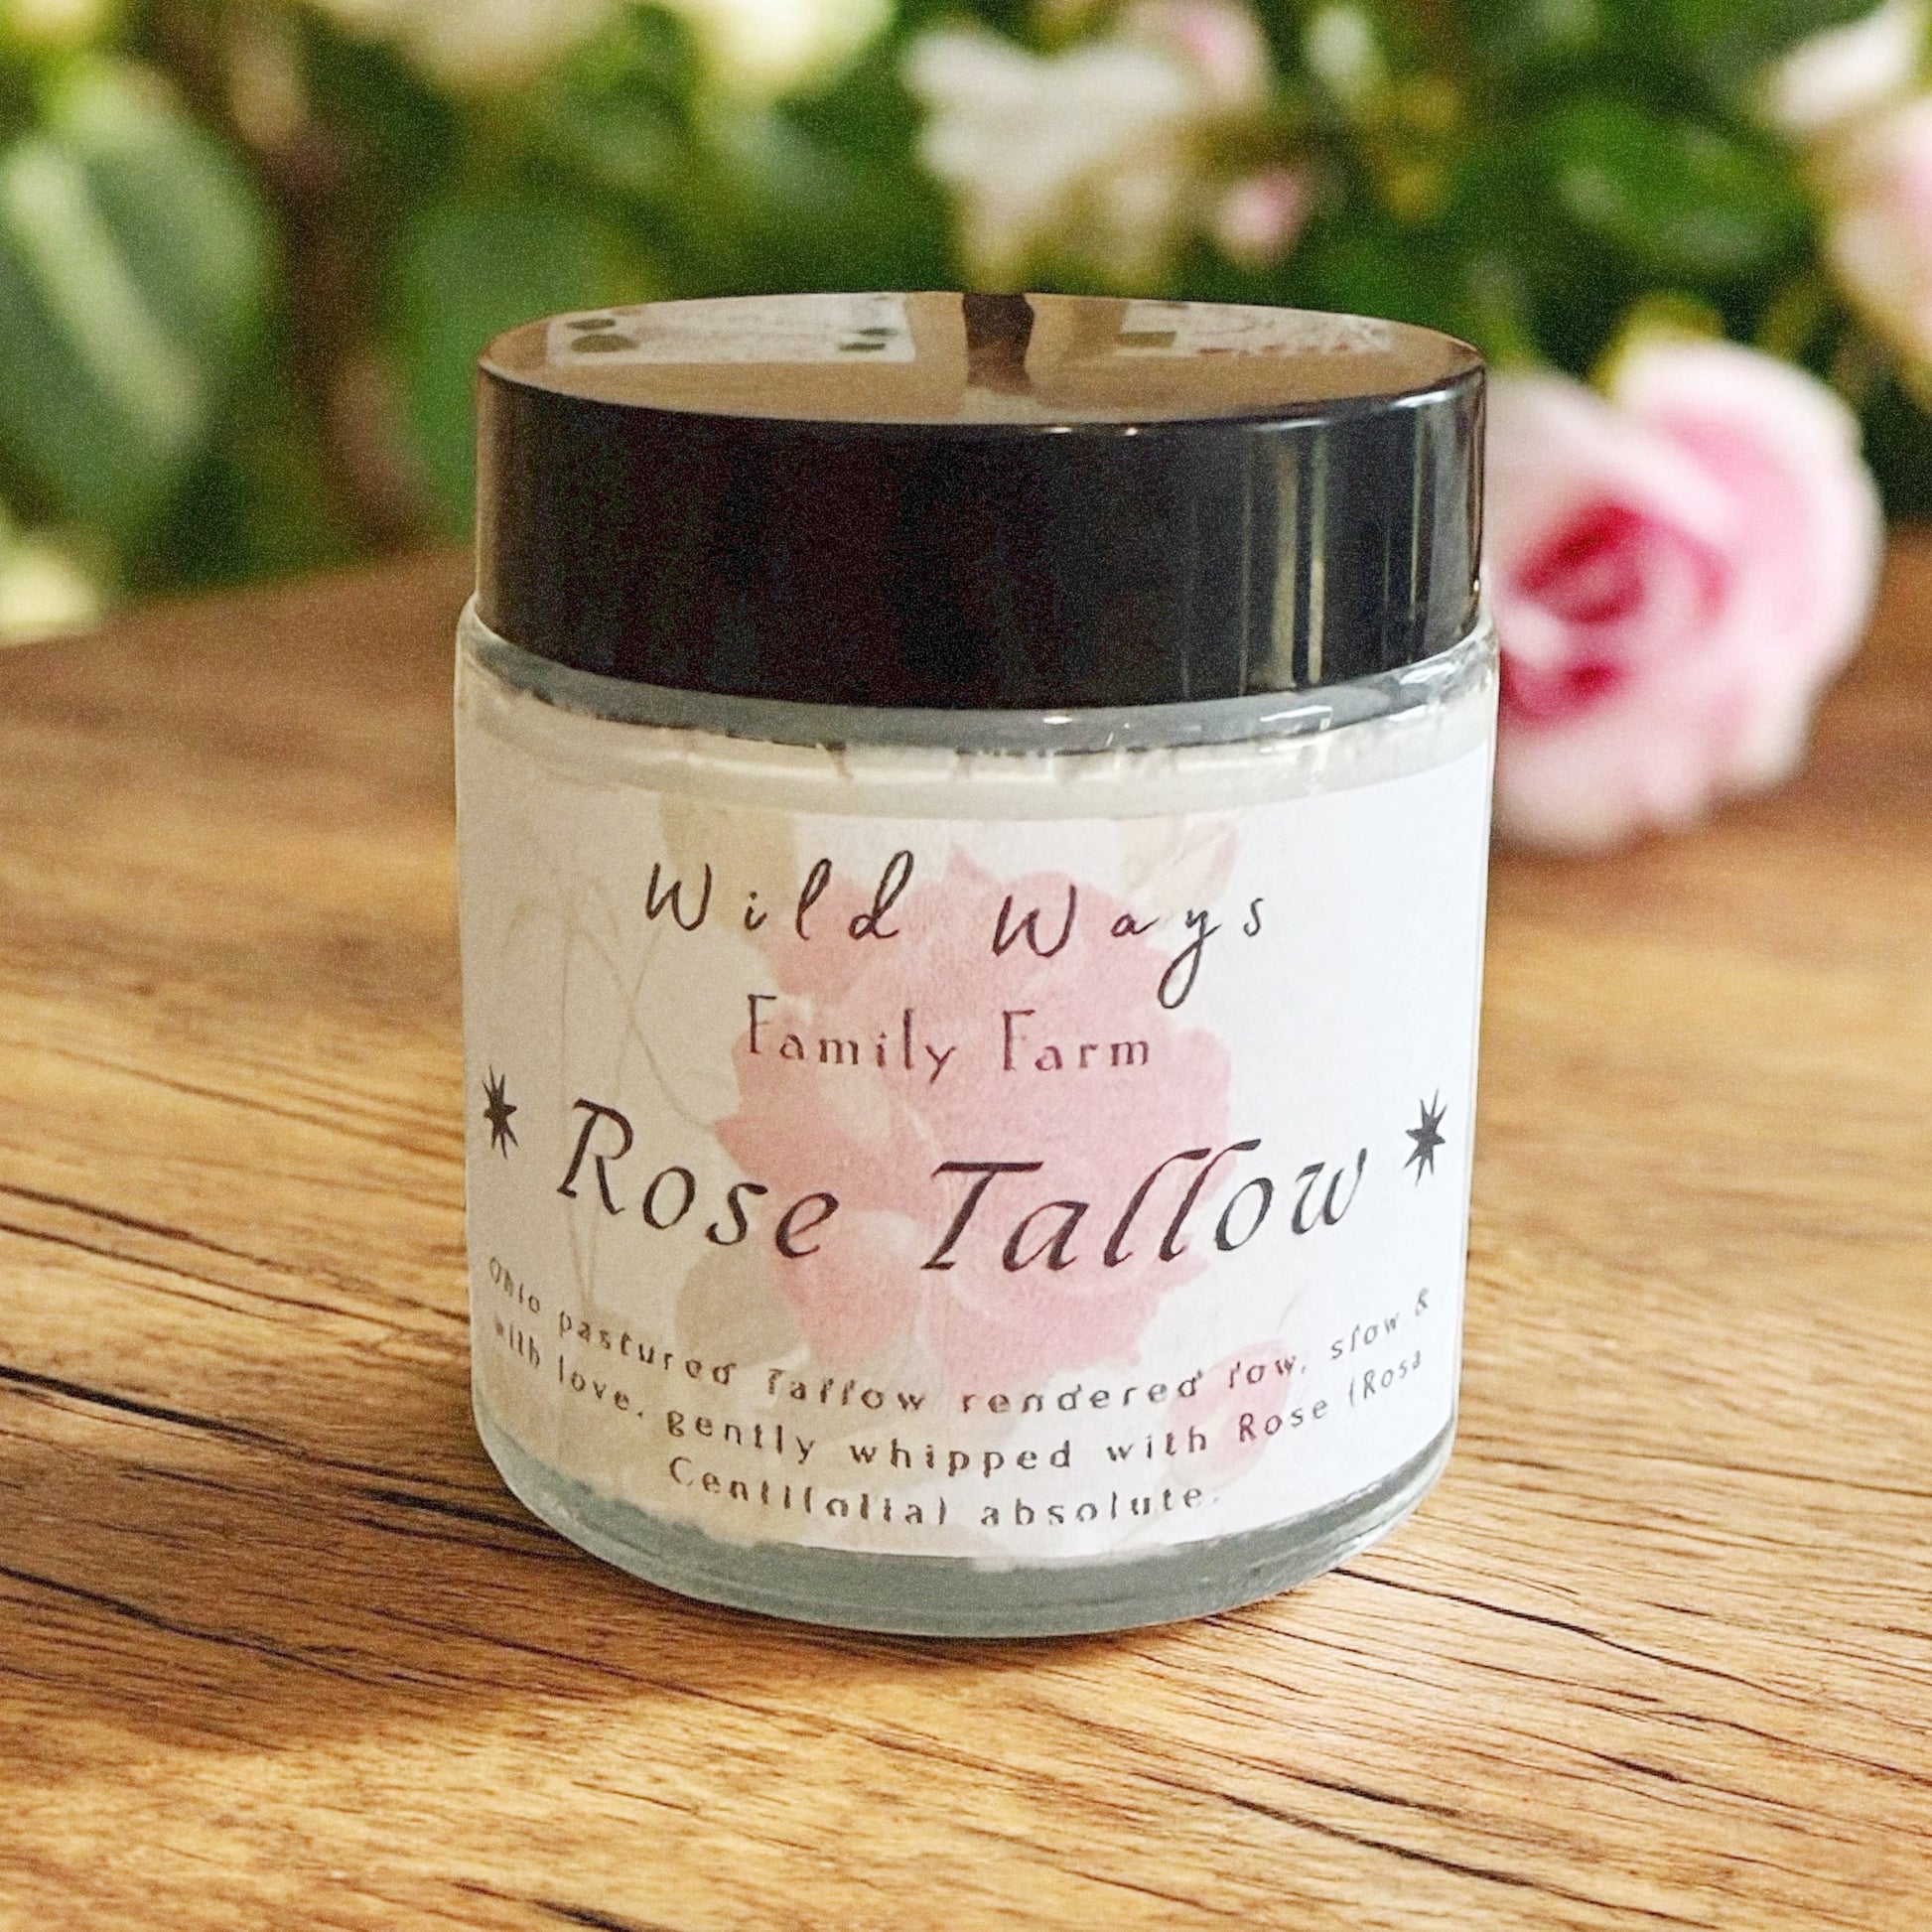 Wild Ways
Family Farm
Rose Tallow
Ohio pastured Tallow rendered low, slow &
with love, gently whipped with Rose (Rosa
Centifolia) absolute.